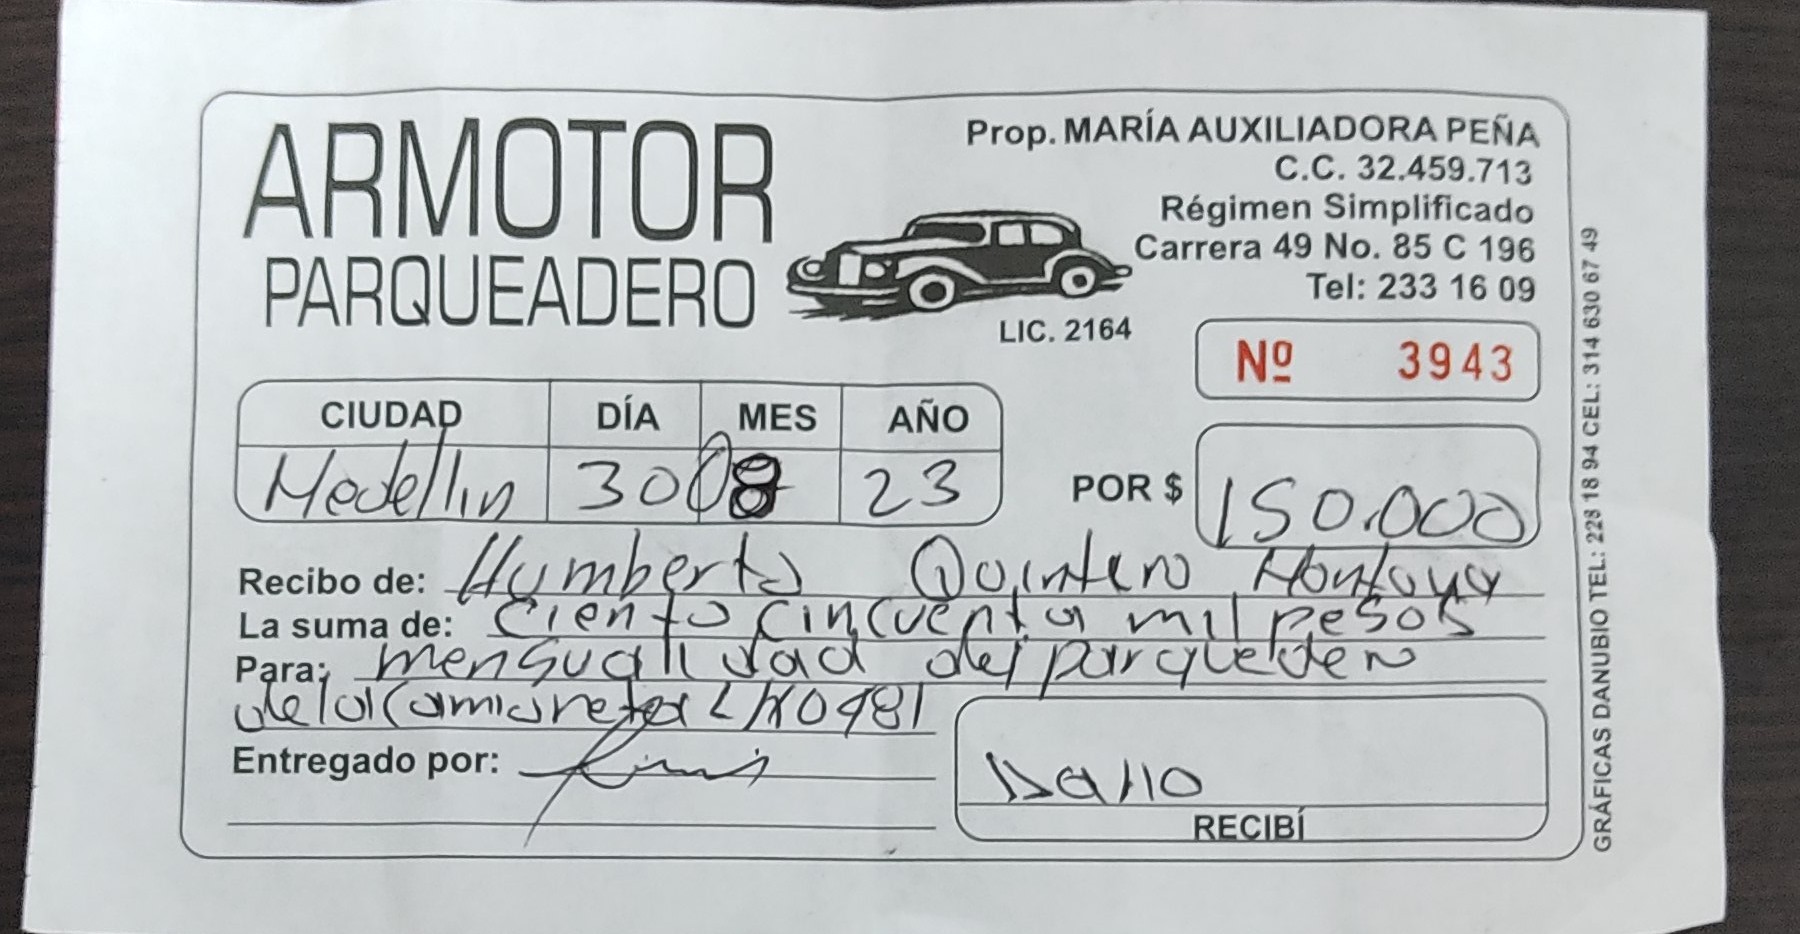 ARMOTOR
PARQUEADERO
Prop. MARÍA AUXILIADORA PEÑA
C.C. 32.459.713
Régimen Simplificado
Carrera 49 No. 85 C 196
Tel: 233 16 09
LIC. 2164
Nº 3943
CIUDAD DÍA MES AÑO
Medellin 30 08 23
POR $ 150.000
Recibo de: Humberto Quintero Montoya
La suma de: Ciento cincuenta mil pesos
Para: mensualidad del parqueadero
de la Camioneta
Entregado por:
RECIBÍ
GRÁFICAS DANUBIO TEL: 228 18 94 CEL: 314 630 67 49